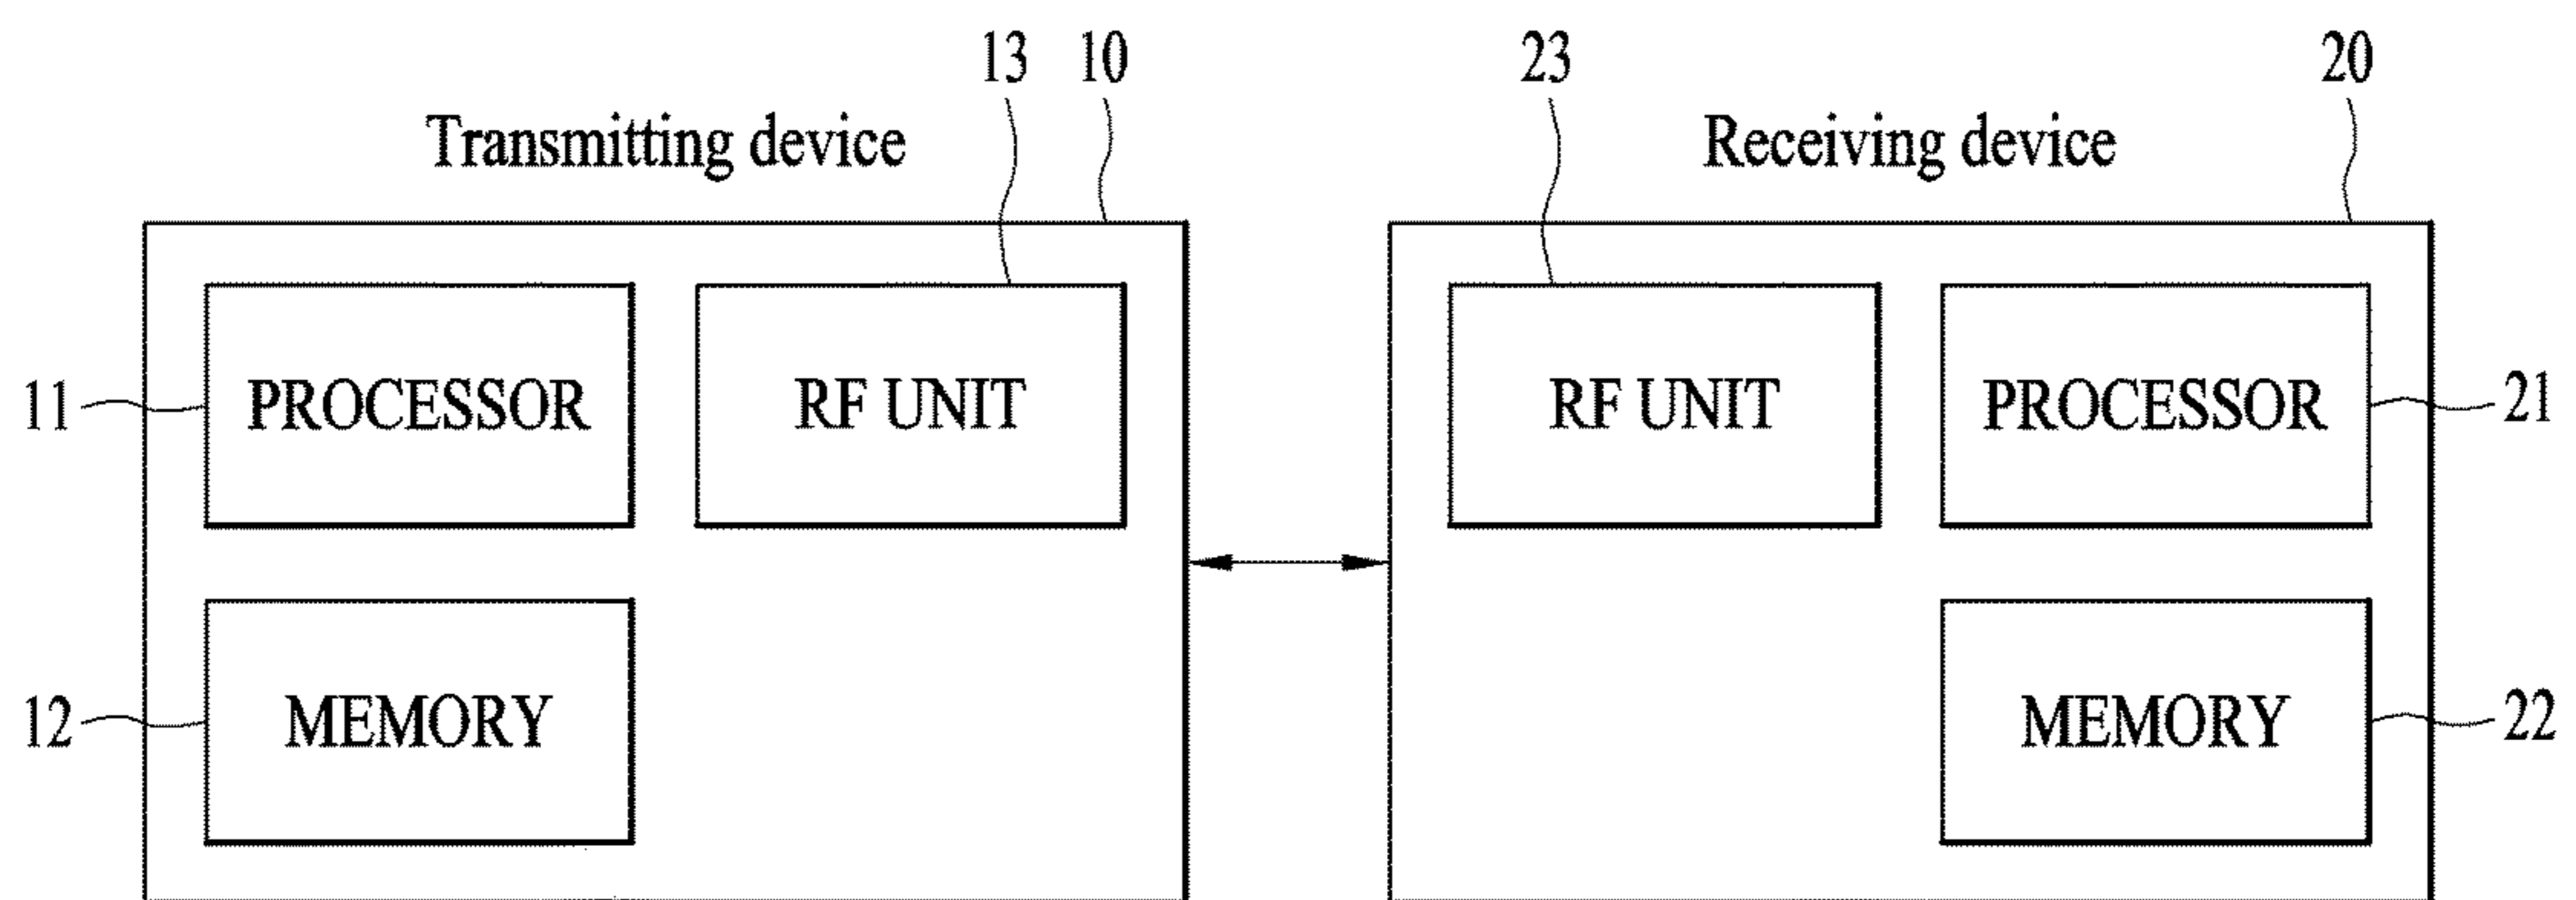 13 10 23 20
Transmitting device Receiving device
11 PROCESSOR RF UNIT RF UNIT PROCESSOR 21
12 MEMORY MEMORY 22